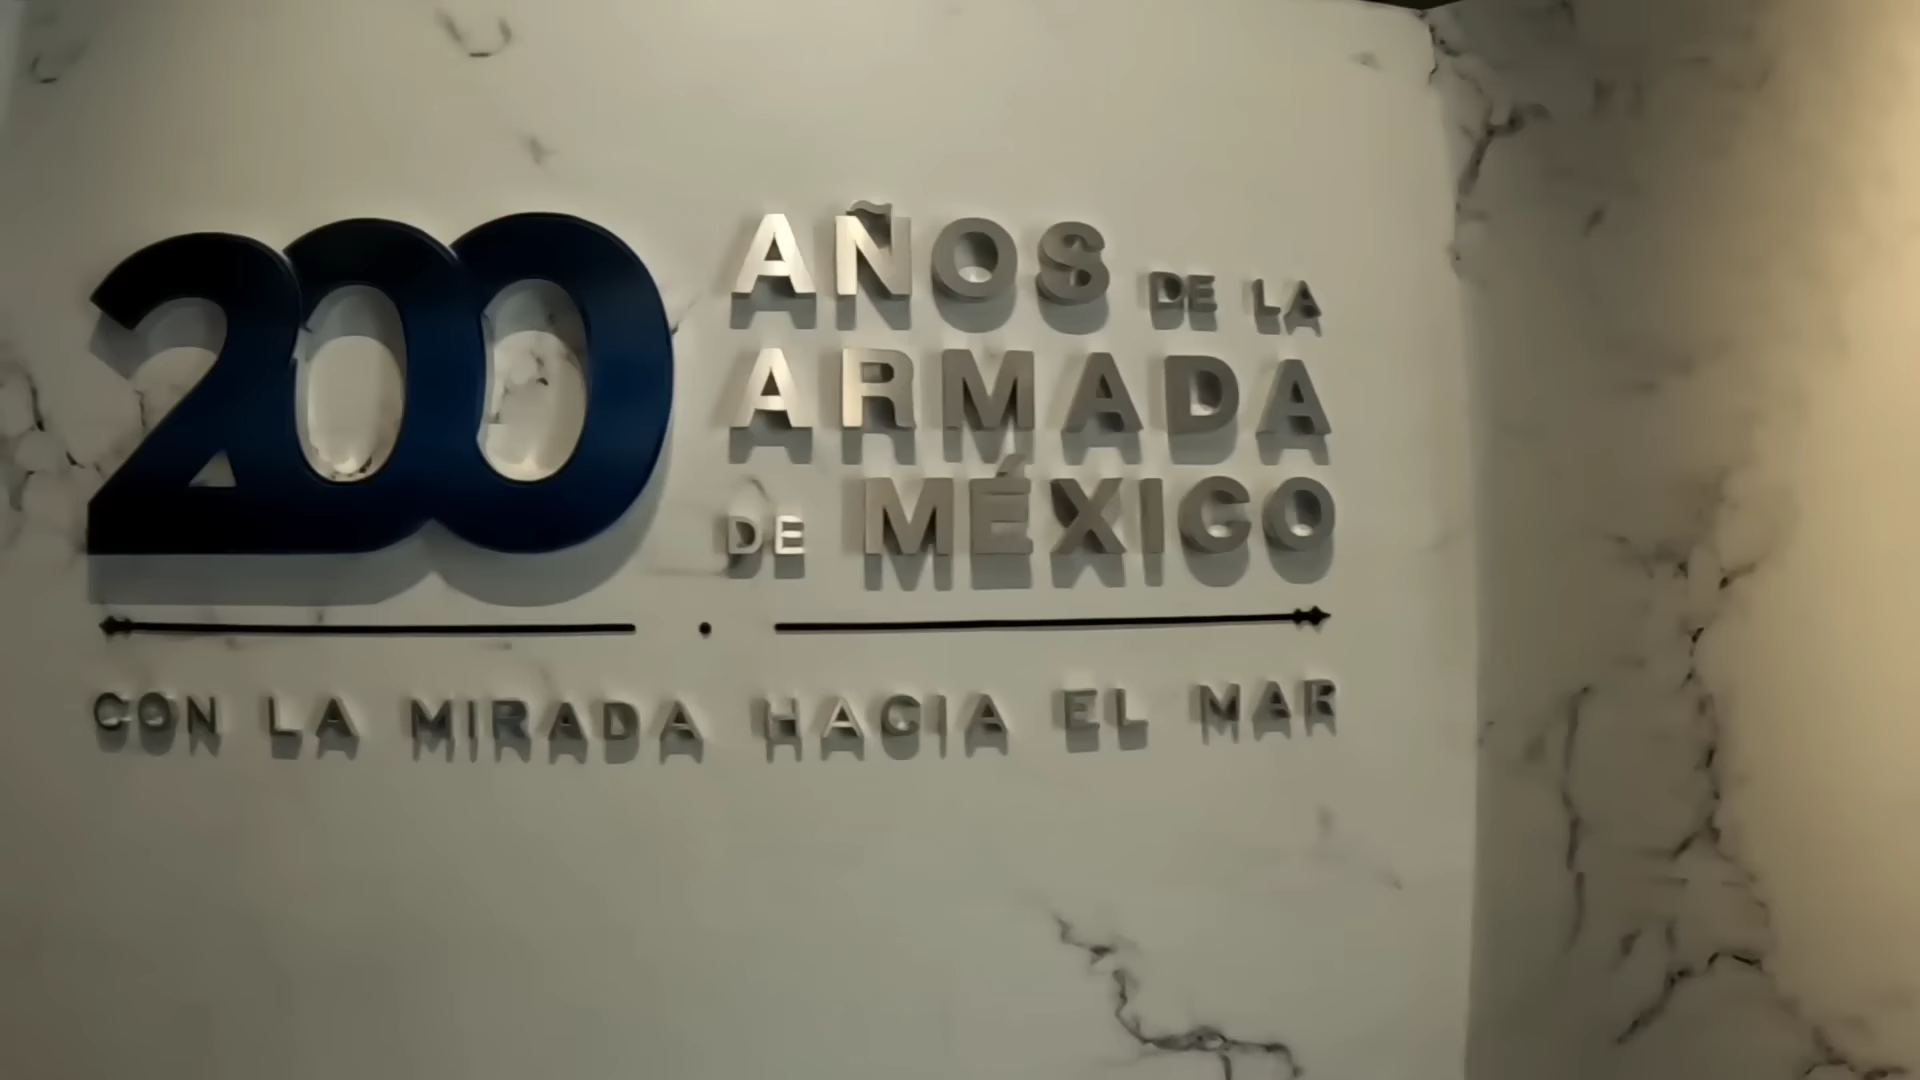 200 AÑOS DE LA
ARMADA
DE MÉXICO
CON LA MIRADA HACIA EL MAR